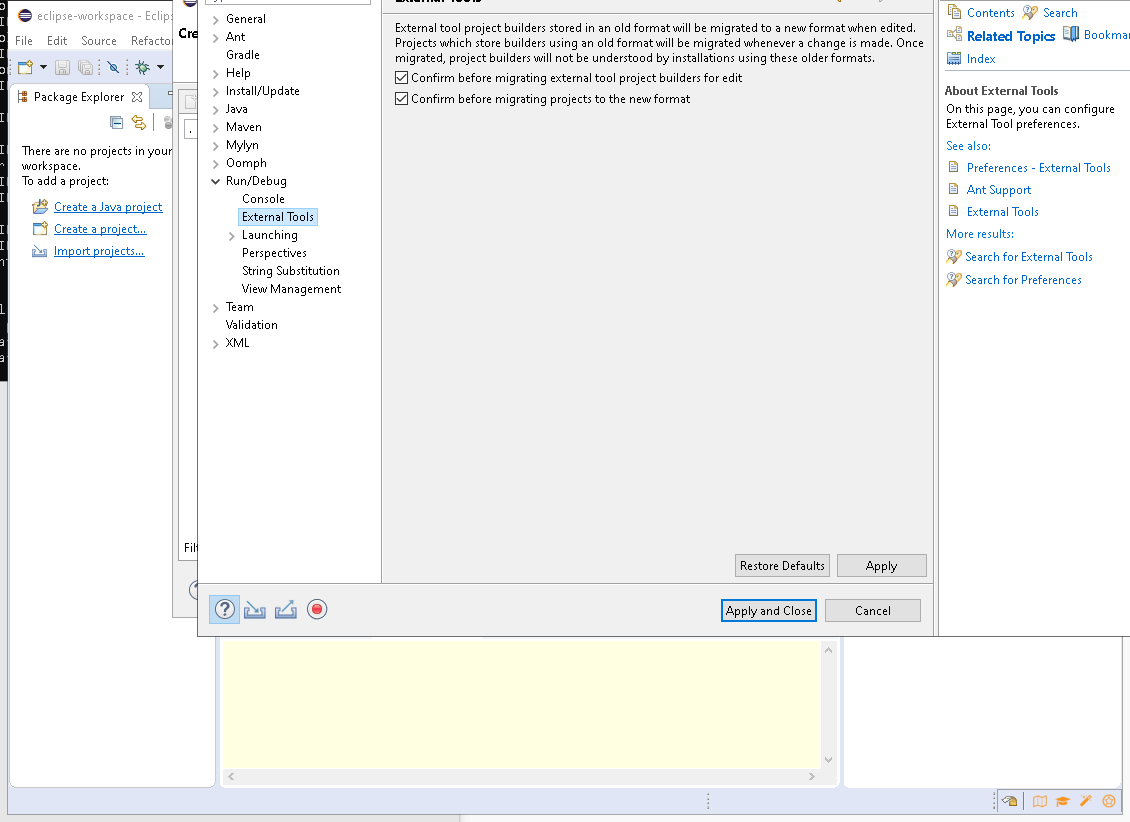 eclipse-workspace - Eclips
File Edit Source Refacto
Package Explorer
There are no projects in your
workspace.
To add a project:
Create a Java project
Create a project...
Import projects...
Cre
Filt
General
Ant
Gradle
Help
Install/Update
Java
Maven
Mylyn
Oomph
Run/Debug
Console
External Tools
Launching
Perspectives
String Substitution
View Management
Team
Validation
XML
External Tools
External tool project builders stored in an old format will be migrated to a new format when edited.
Projects which store builders using an old format will be migrated whenever a change is made. Once
migrated, project builders will not be understood by installations using these older formats.
Confirm before migrating external tool project builders for edit
Confirm before migrating projects to the new format
Restore Defaults Apply
Apply and Close Cancel
Contents Search
Related Topics Bookmar
Index
About External Tools
On this page, you can configure
External Tool preferences.
See also:
Preferences - External Tools
Ant Support
External Tools
More results:
Search for External Tools
Search for Preferences